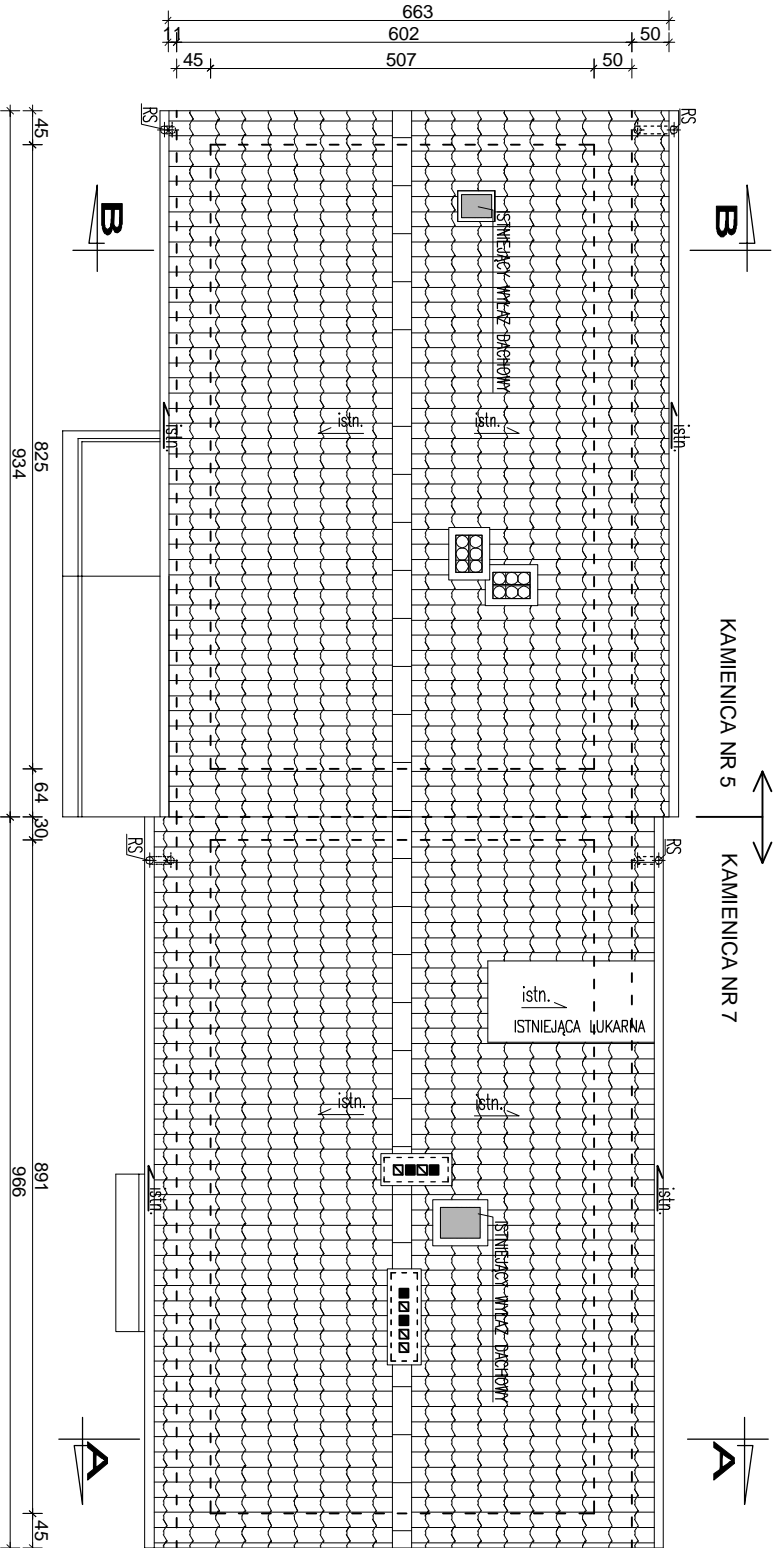 663
11
602
50
45
507
50
RS
RS
45
B
B
ISTNIEJĄCY WYŁAZ DACHOWY
istn.
istn.
istn.
istn.
825
934
KAMIENICA NR 5
KAMIENICA NR 7
64
30
RS
RS
istn.
ISTNIEJĄCA LUKARNA
istn.
istn.
istn.
istn.
891
966
ISTNIEJĄCY WYŁAZ DACHOWY
A
A
45